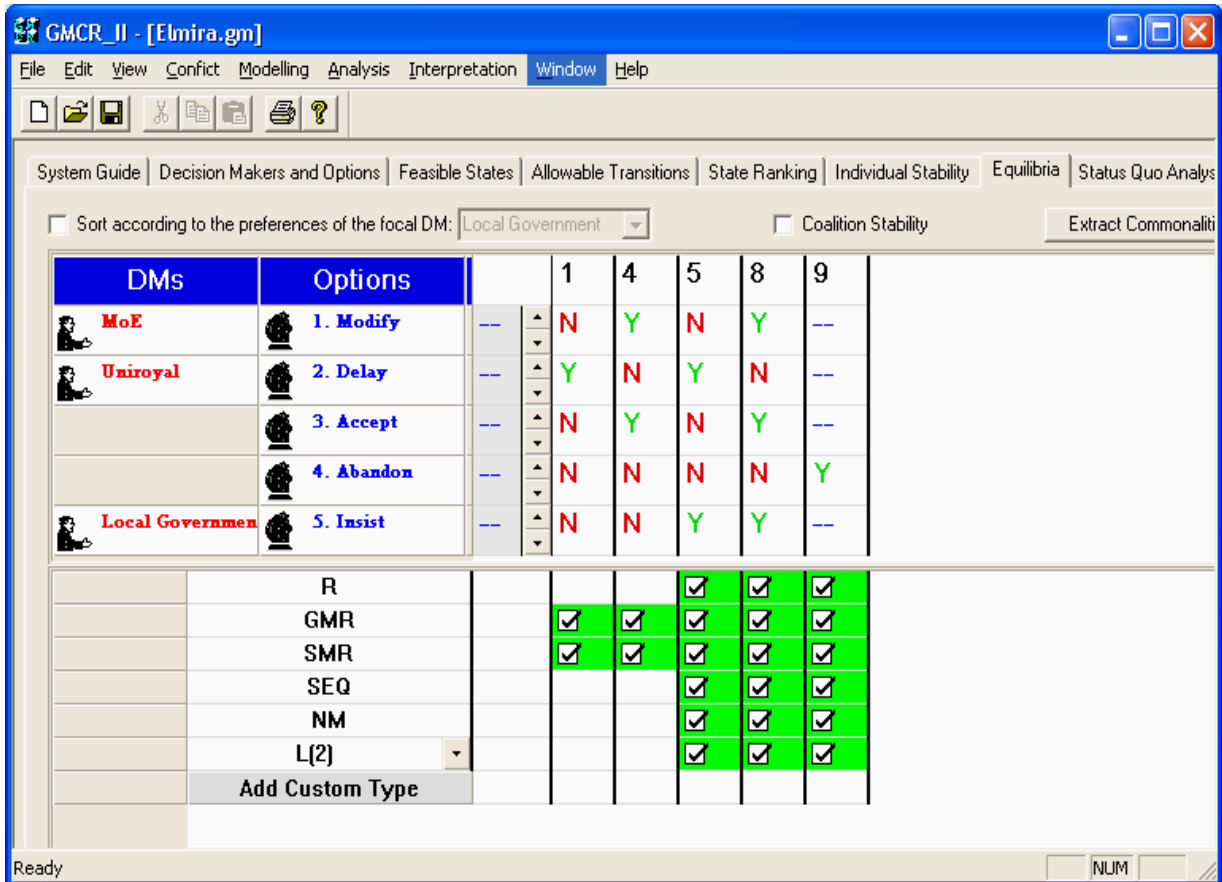 GMCR_II - [Elmira.gm]
File Edit View Confict Modelling Analysis Interpretation Window Help
System Guide Decision Makers and Options Feasible States Allowable Transitions State Ranking Individual Stability Equilibria Status Quo Analys
Sort according to the preferences of the focal DM: Local Government Coalition Stability Extract Commonaliti
DMs Options 1 4 5 8 9
MoE 1. Modify -- N Y N Y --
Uniroyal 2. Delay -- Y N Y N --
3. Accept -- N Y N Y --
4. Abandon -- N N N N Y
Local Governmen 5. Insist -- N N Y Y --
R
GMR
SMR
SEQ
NM
L(2)
Add Custom Type
Ready NUM